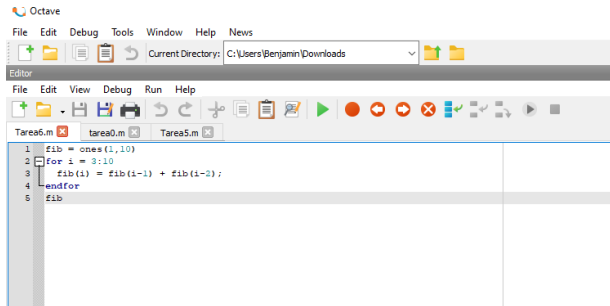 Octave
File Edit Debug Tools Window Help News
Current Directory: C:\Users\Benjamin\Downloads
Editor
File Edit View Debug Run Help
Tarea6.m tarea0.m Tarea5.m
1 fib = ones(1,10)
2 for i = 3:10
3 fib(i) = fib(i-1) + fib(i-2);
4 endfor
5 fib